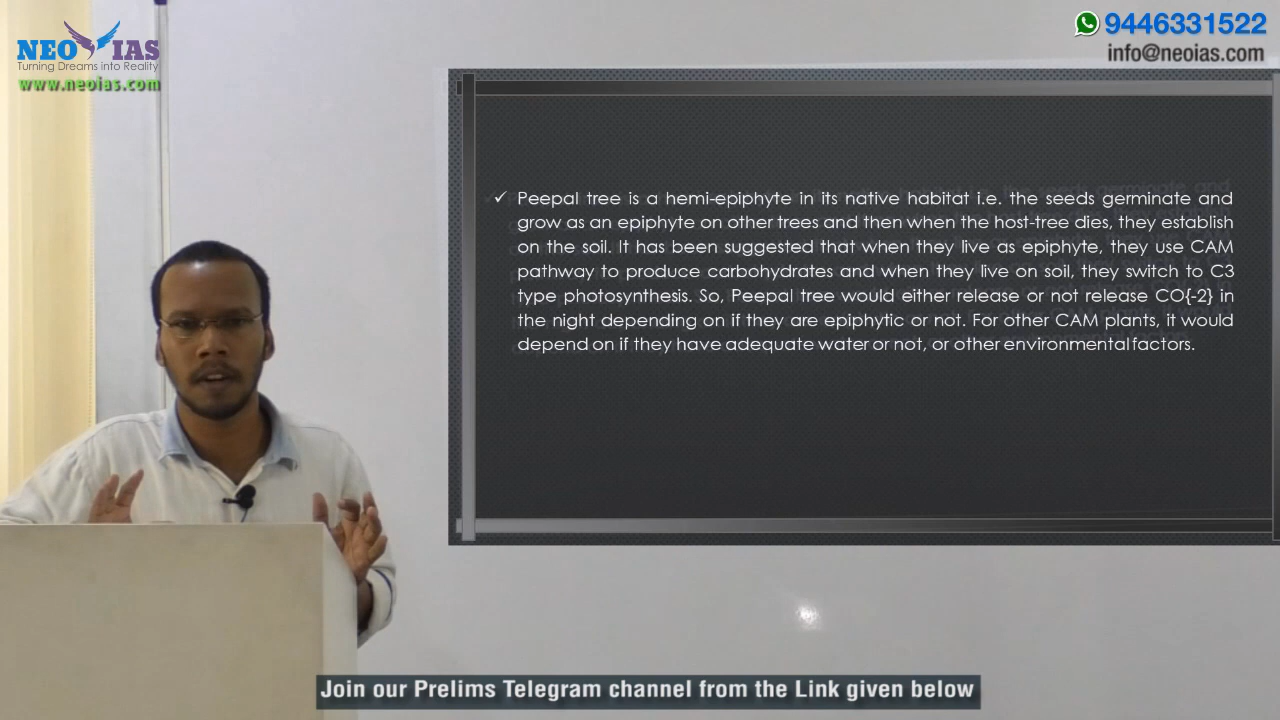 NEO IAS
Turning Dreams into Reality
www.neoias.com
9446331522
info@neoias.com
✓ Peepal tree is a hemi-epiphyte in its native habitat i.e. the seeds germinate and
grow as an epiphyte on other trees and then when the host-tree dies, they establish
on the soil. It has been suggested that when they live as epiphyte, they use CAM
pathway to produce carbohydrates and when they live on soil, they switch to C3
type photosynthesis. So, Peepal tree would either release or not release CO{-2} in
the night depending on if they are epiphytic or not. For other CAM plants, it would
depend on if they have adequate water or not, or other environmental factors.
Join our Prelims Telegram channel from the Link given below